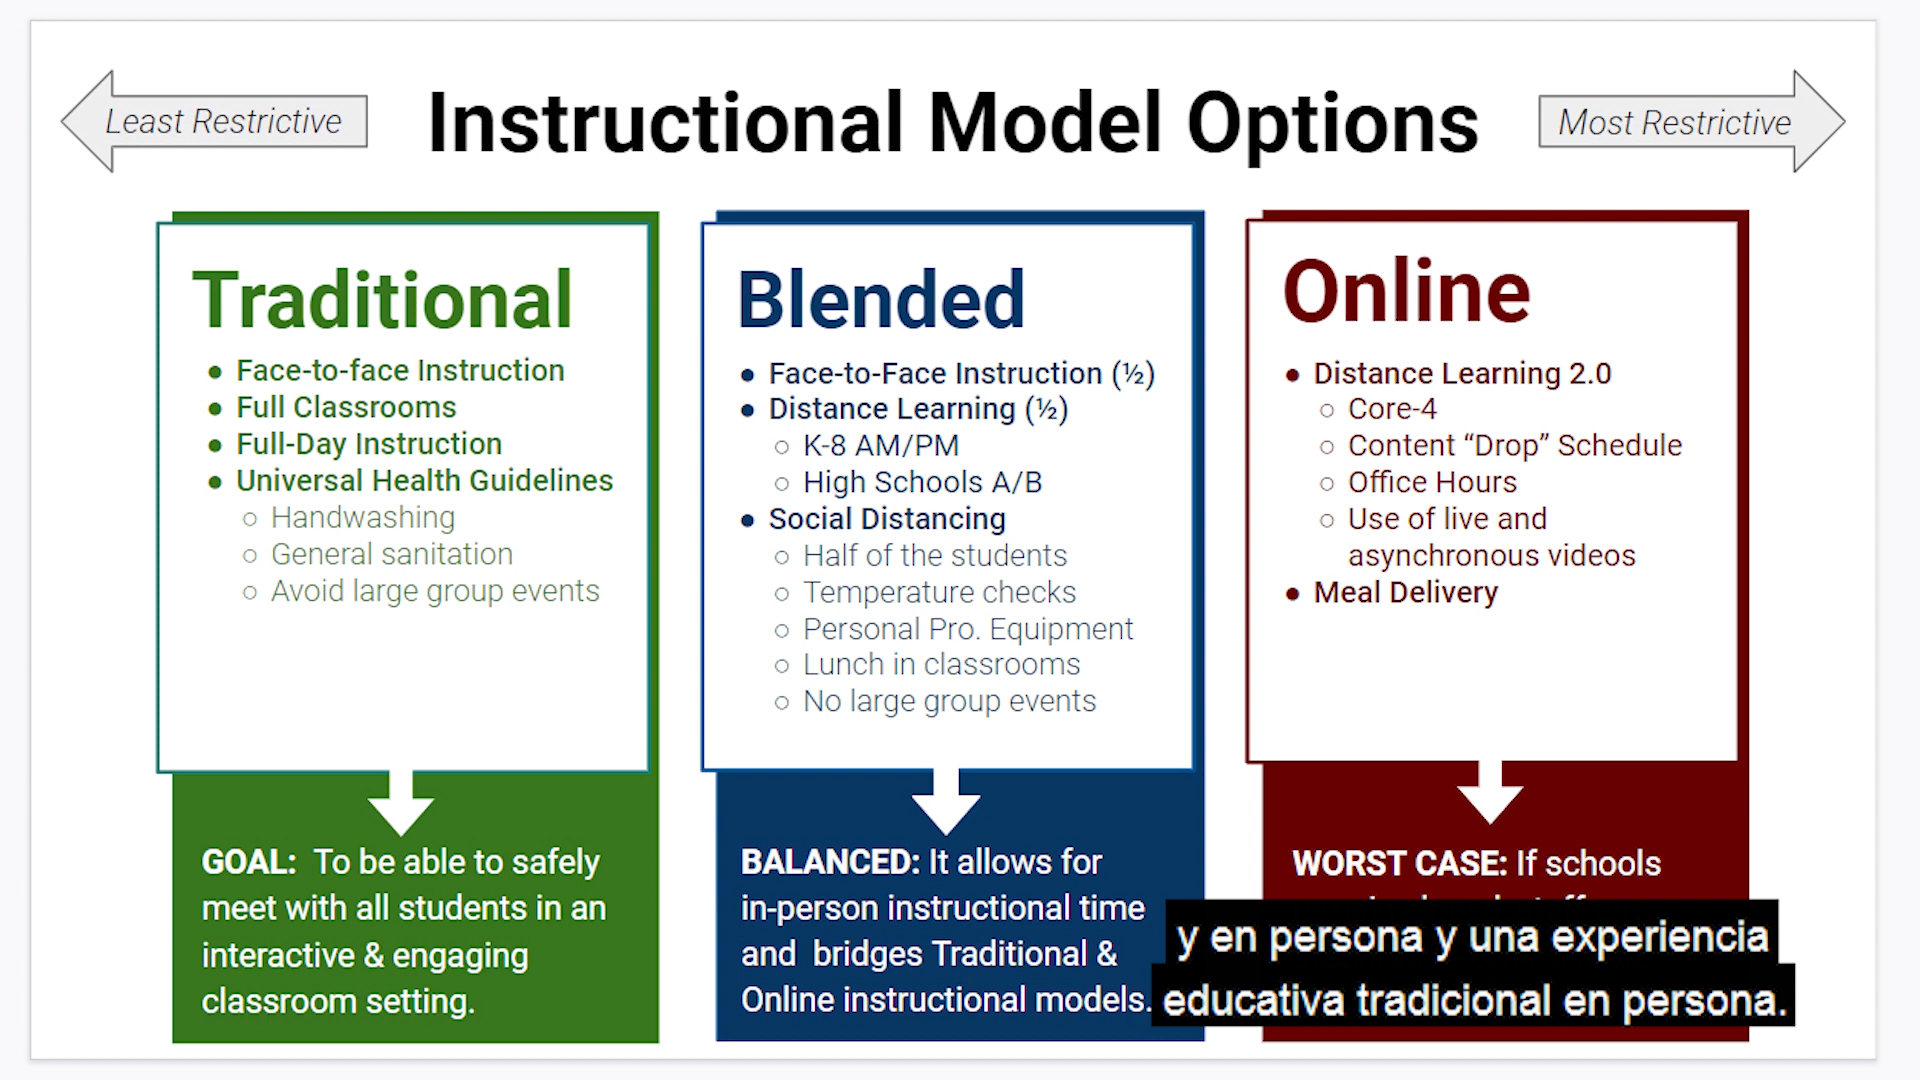 Least Restrictive
Instructional Model Options
Most Restrictive
Traditional
● Face-to-face Instruction
● Full Classrooms
● Full-Day Instruction
● Universal Health Guidelines
○ Handwashing
○ General sanitation
○ Avoid large group events
GOAL: To be able to safely
meet with all students in an
interactive & engaging
classroom setting.
Blended
● Face-to-Face Instruction (½)
● Distance Learning (½)
○ K-8 AM/PM
○ High Schools A/B
● Social Distancing
○ Half of the students
○ Temperature checks
○ Personal Pro. Equipment
○ Lunch in classrooms
○ No large group events
BALANCED: It allows for
in-person instructional time
and bridges Traditional &
Online instructional models.
Online
● Distance Learning 2.0
○ Core-4
○ Content “Drop” Schedule
○ Office Hours
○ Use of live and
asynchronous videos
● Meal Delivery
WORST CASE: If schools
y en persona y una experiencia
educativa tradicional en persona.